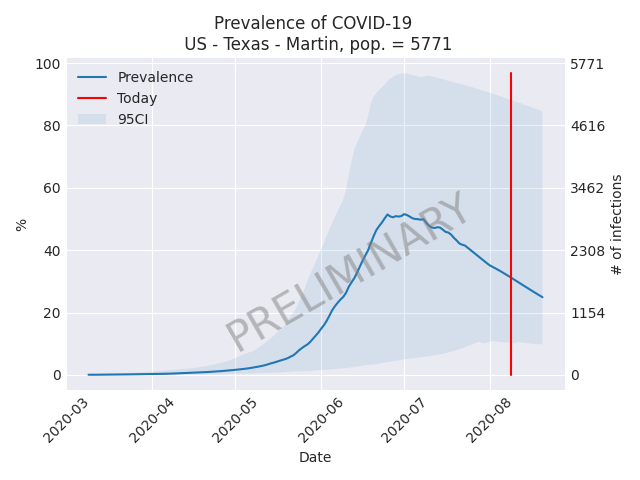 Prevalence of COVID-19
US - Texas - Martin, pop. = 5771
Prevalence
Today
95CI
100
80
60
40
20
0
%
5771
4616
3462
2308
1154
0
# of infections
PRELIMINARY
2020-03
2020-04
2020-05
2020-06
2020-07
2020-08
Date